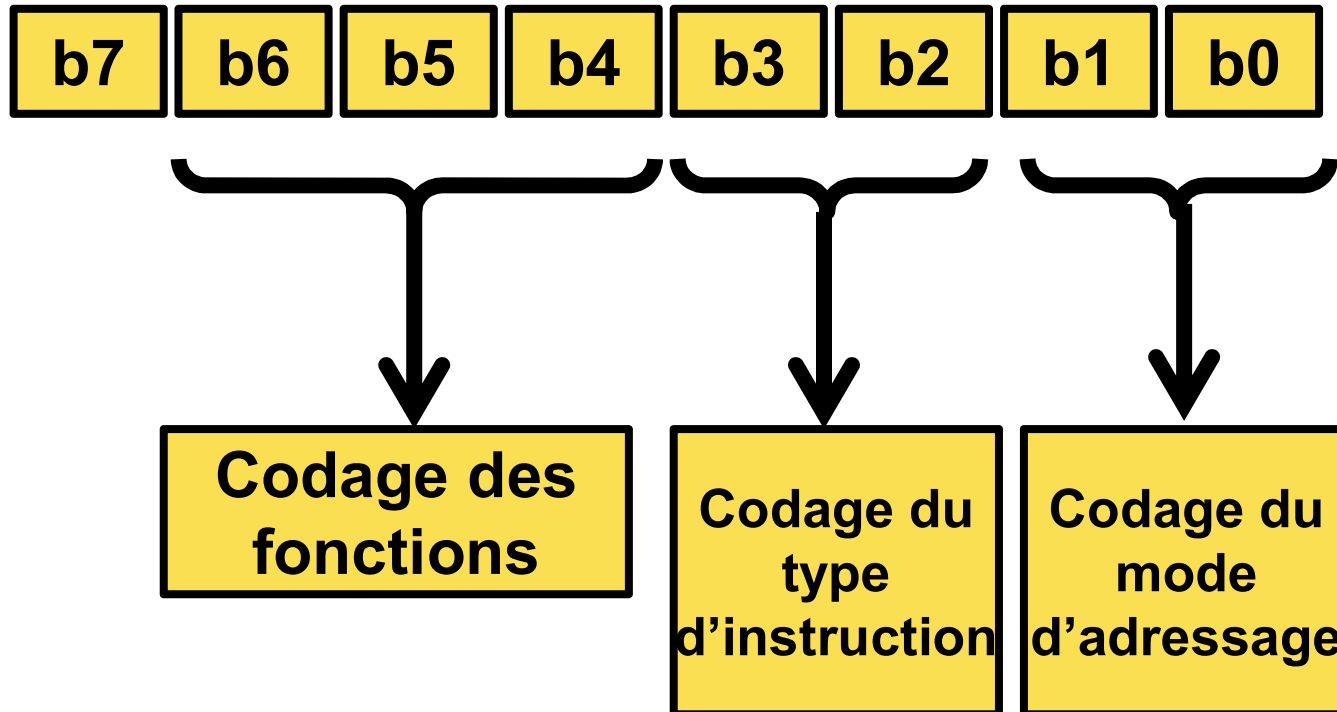 b7 b6 b5 b4 b3 b2 b1 b0
Codage des
fonctions
Codage du
type
d’instruction
Codage du
mode
d’adressage